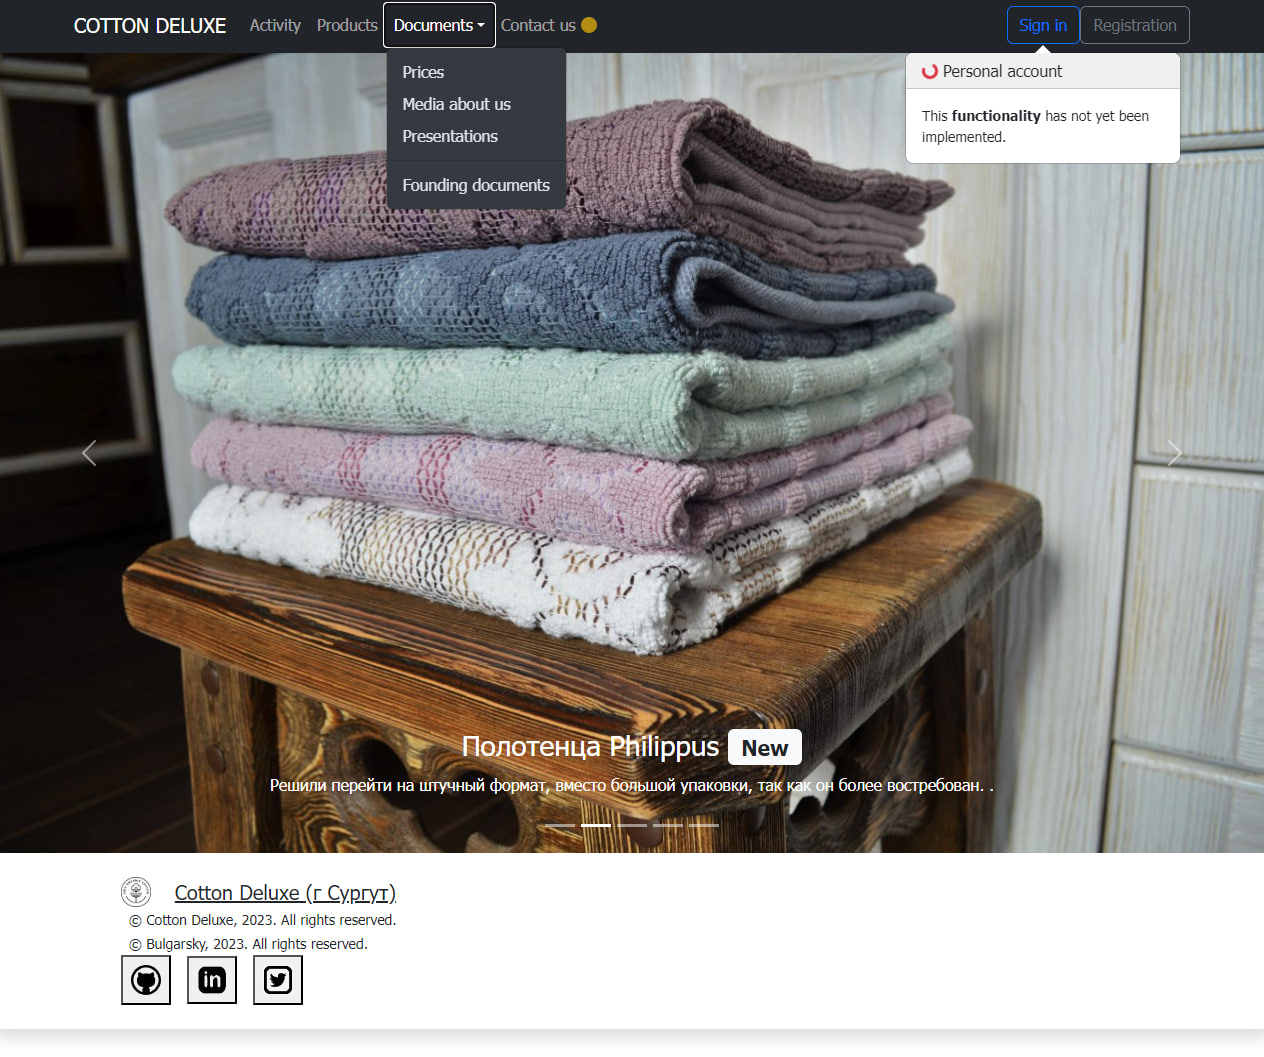 COTTON DELUXE
Activity
Products
Documents
Contact us
Sign in
Registration
Prices
Media about us
Presentations
Founding documents
Personal account
This functionality has not yet been
implemented.
Полотенца Philippus New
Решили перейти на штучный формат, вместо большой упаковки, так как он более востребован. .
Cotton Deluxe (г Сургут)
© Cotton Deluxe, 2023. All rights reserved.
© Bulgarsky, 2023. All rights reserved.
in